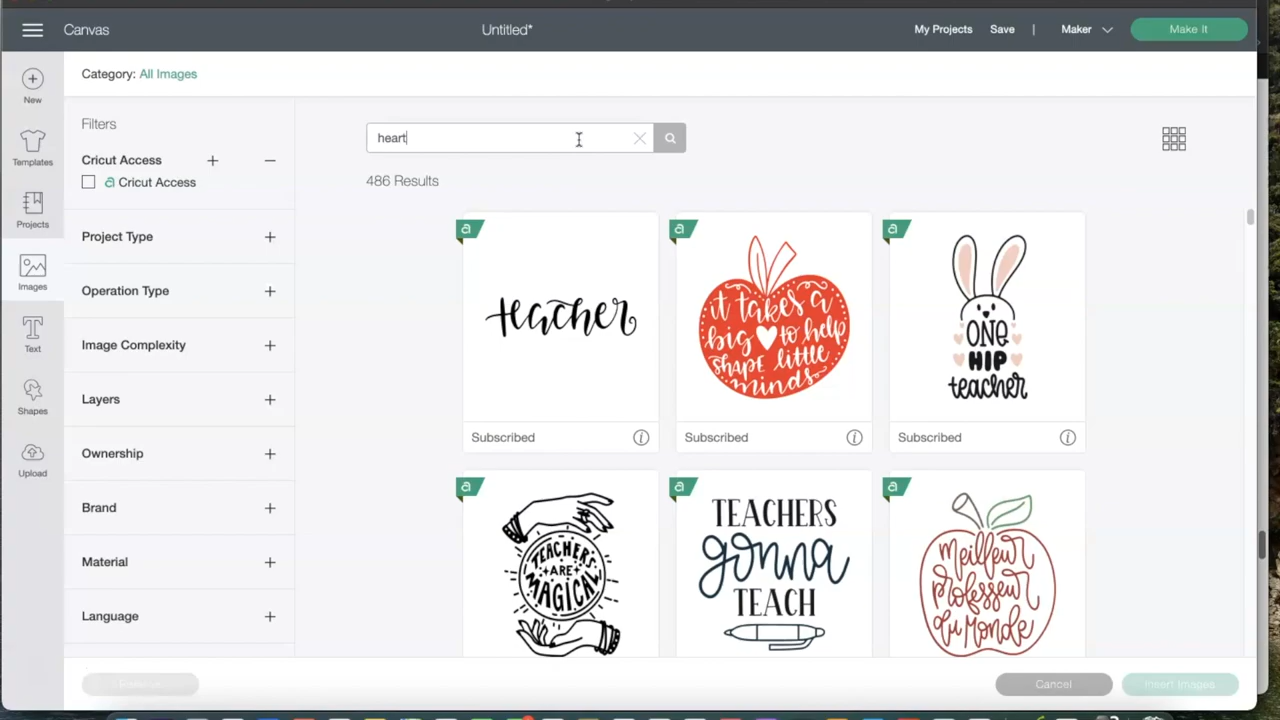 Canvas
Untitled*
My Projects
Save
|
Maker
Make It
New
Templates
Projects
Images
Text
Shapes
Upload
Category: All Images
Filters
Cricut Access
a Cricut Access
Project Type
Operation Type
Image Complexity
Layers
Ownership
Brand
Material
Language
heart
486 Results
a
teacher
Subscribed
a
it takes a
big to help
shape little
minds.
Subscribed
a
ONE
HIP
teacher
Subscribed
a
TEACHERS
ARE
MAGICAL
a
TEACHERS
gonna
TEACH
a
Meilleur
professeur
du Monde
Cancel
Insert Images